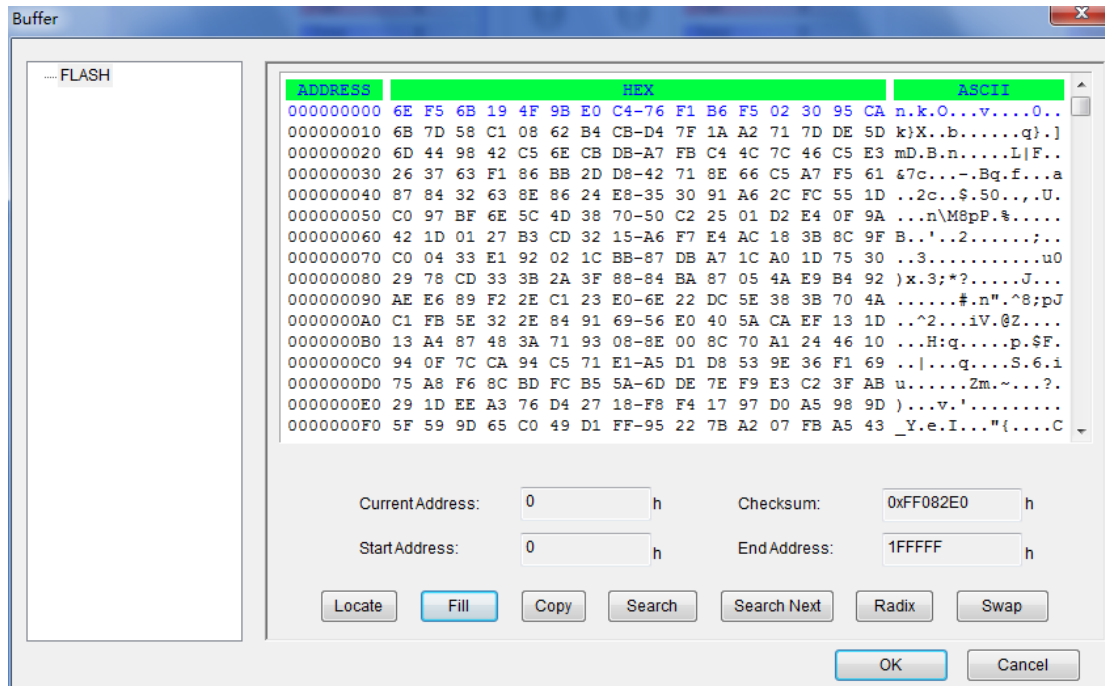 Buffer
FLASH
ADDRESS HEX ASCII
000000000 6E F5 6B 19 4F 9B E0 C4-76 F1 B6 F5 02 30 95 CA n.k.O...v....0..
000000010 6B 7D 58 C1 08 62 B4 CB-D4 7F 1A A2 71 7D DE 5D k}X..b......q}.]
000000020 6D 44 98 42 C5 6E CB DB-A7 FB C4 4C 7C 46 C5 E3 mD.B.n.....L|F..
000000030 26 37 63 F1 86 BB 2D D8-42 71 8E 66 C5 A7 F5 61 &7c...-.Bq.f...a
000000040 87 84 32 63 8E 86 24 E8-35 30 91 A6 2C FC 55 1D ..2c..$.50..,.U.
000000050 C0 97 BF 6E 5C 4D 38 70-50 C2 25 01 D2 E4 0F 9A ...n\M8pP.%.....
000000060 42 1D 01 27 B3 CD 32 15-A6 F7 E4 AC 18 3B 8C 9F B..'..2......;..
000000070 C0 04 33 E1 92 02 1C BB-87 DB A7 1C A0 1D 75 30 ..3...........u0
000000080 29 78 CD 33 3B 2A 3F 88-84 BA 87 05 4A E9 B4 92 )x.3;*?.....J...
000000090 AE E6 89 F2 2E C1 23 E0-6E 22 DC 5E 38 3B 70 4A ......#.n".^8;pJ
0000000A0 C1 FB 5E 32 2E 84 91 69-56 E0 40 5A CA EF 13 1D ..^2...iV.@Z....
0000000B0 13 A4 87 48 3A 71 93 08-8E 00 8C 70 A1 24 46 10 ...H:q.....p.$F.
0000000C0 94 0F 7C CA 94 C5 71 E1-A5 D1 D8 53 9E 36 F1 69 ..|...q....S.6.i
0000000D0 75 A8 F6 8C BD FC B5 5A-6D DE 7E F9 E3 C2 3F AB u......Zm.~...?.
0000000E0 29 1D EE A3 76 D4 27 18-F8 F4 17 97 D0 A5 98 9D )...v.'.........
0000000F0 5F 59 9D 65 C0 49 D1 FF-95 22 7B A2 07 FB A5 43 _Y.e.I..."{....C
Current Address: 0 h Checksum: 0xFF082E0 h
Start Address: 0 h End Address: 1FFFFF h
Locate Fill Copy Search Search Next Radix Swap
OK Cancel